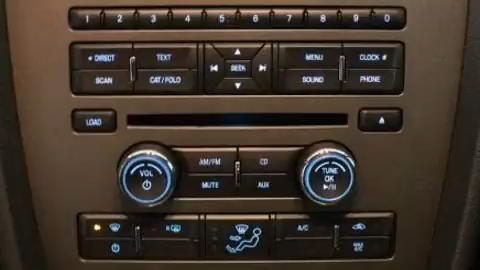 1 2 3 4 5 6 7 8 9 0
DIRECT TEXT MENU CLOCK
SEEK
SCAN CAT/FOLD SOUND PHONE
LOAD
AM/FM CD
VOL TUNE
OK
MUTE AUX
R A/C
MAX
A/C